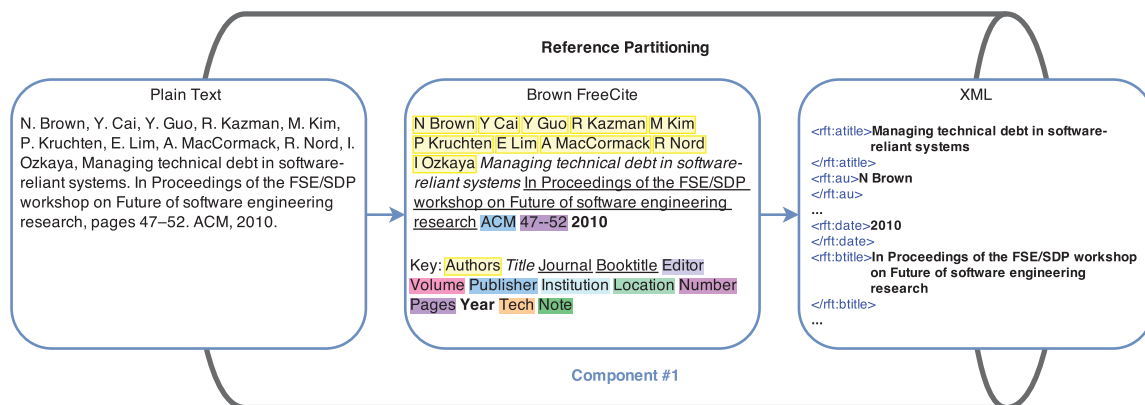 Reference Partitioning
Plain Text
N. Brown, Y. Cai, Y. Guo, R. Kazman, M. Kim,
P. Kruchten, E. Lim, A. MacCormack, R. Nord, I.
Ozkaya, Managing technical debt in software-
reliant systems. In Proceedings of the FSE/SDP
workshop on Future of software engineering
research, pages 47–52. ACM, 2010.
Brown FreeCite
N Brown Y Cai Y Guo R Kazman M Kim
P Kruchten E Lim A MacCormack R Nord
I Ozkaya Managing technical debt in software-
reliant systems In Proceedings of the FSE/SDP
workshop on Future of software engineering
research ACM 47--52 2010
Key: Authors Title Journal Booktitle Editor
Volume Publisher Institution Location Number
Pages Year Tech Note
XML
<rft:atitle>Managing technical debt in software-
reliant systems
</rft:atitle>
<rft:au>N Brown
</rft:au>
...
<rft:date>2010
</rft:date>
<rft:btitle>In Proceedings of the FSE/SDP workshop
on Future of software engineering
research
</rft:btitle>
...
Component #1